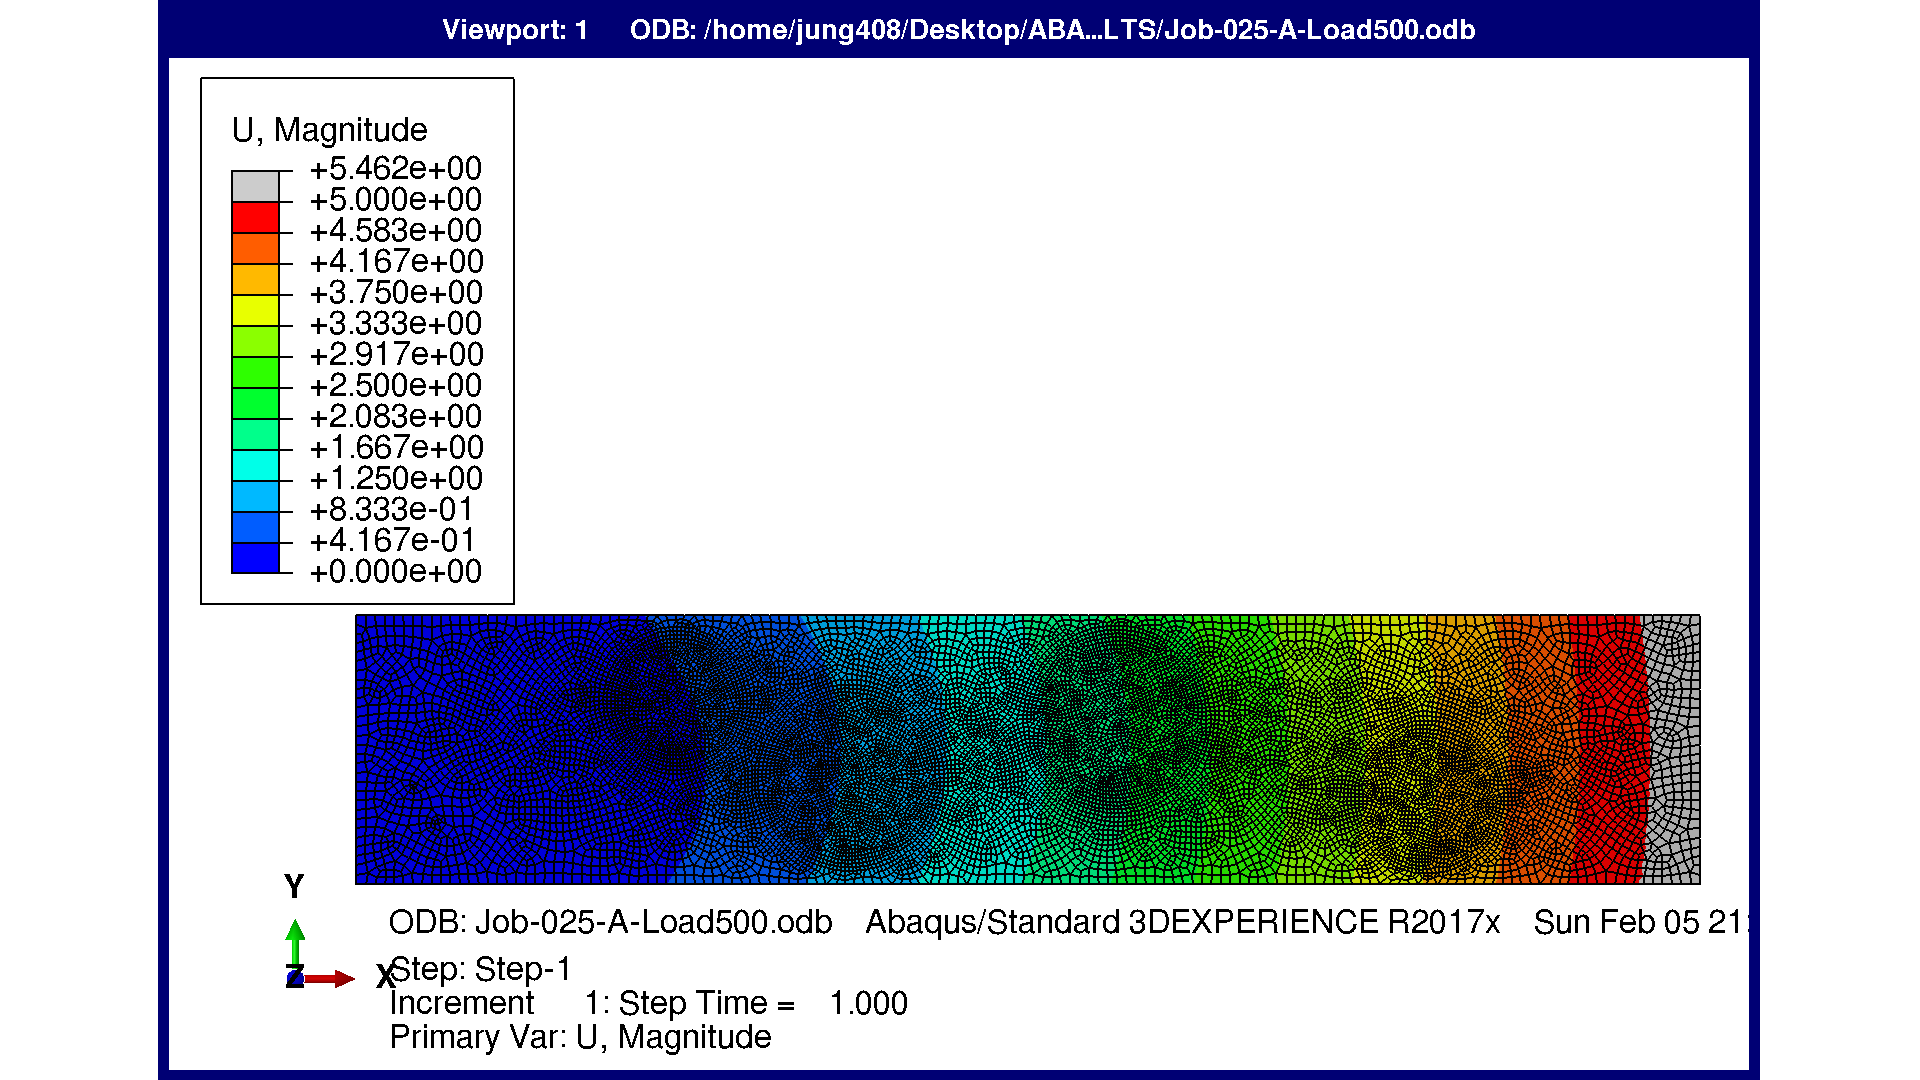 Viewport: 1 ODB: /home/jung408/Desktop/ABA...LTS/Job-025-A-Load500.odb
U, Magnitude
+5.462e+00
+5.000e+00
+4.583e+00
+4.167e+00
+3.750e+00
+3.333e+00
+2.917e+00
+2.500e+00
+2.083e+00
+1.667e+00
+1.250e+00
+8.333e-01
+4.167e-01
+0.000e+00
Y
Z
X
ODB: Job-025-A-Load500.odb Abaqus/Standard 3DEXPERIENCE R2017x Sun Feb 05 21:
Step: Step-1
Increment 1: Step Time = 1.000
Primary Var: U, Magnitude